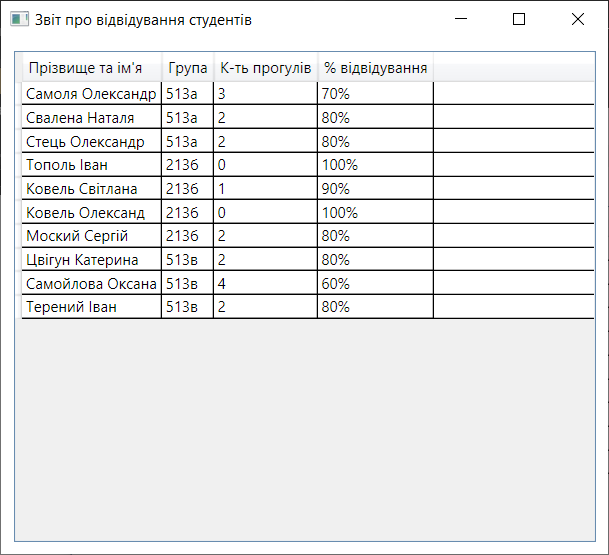 Звіт про відвідування студентів
Прізвище та ім'я Група К-ть прогулів % відвідування
Самоля Олександр 513а 3 70%
Свалена Наталя 513а 2 80%
Стець Олександр 513а 2 80%
Тополь Іван 213б 0 100%
Ковель Світлана 213б 1 90%
Ковель Олександ 213б 0 100%
Моский Сергій 213б 2 80%
Цвігун Катерина 513в 2 80%
Самойлова Оксана 513в 4 60%
Терений Іван 513в 2 80%